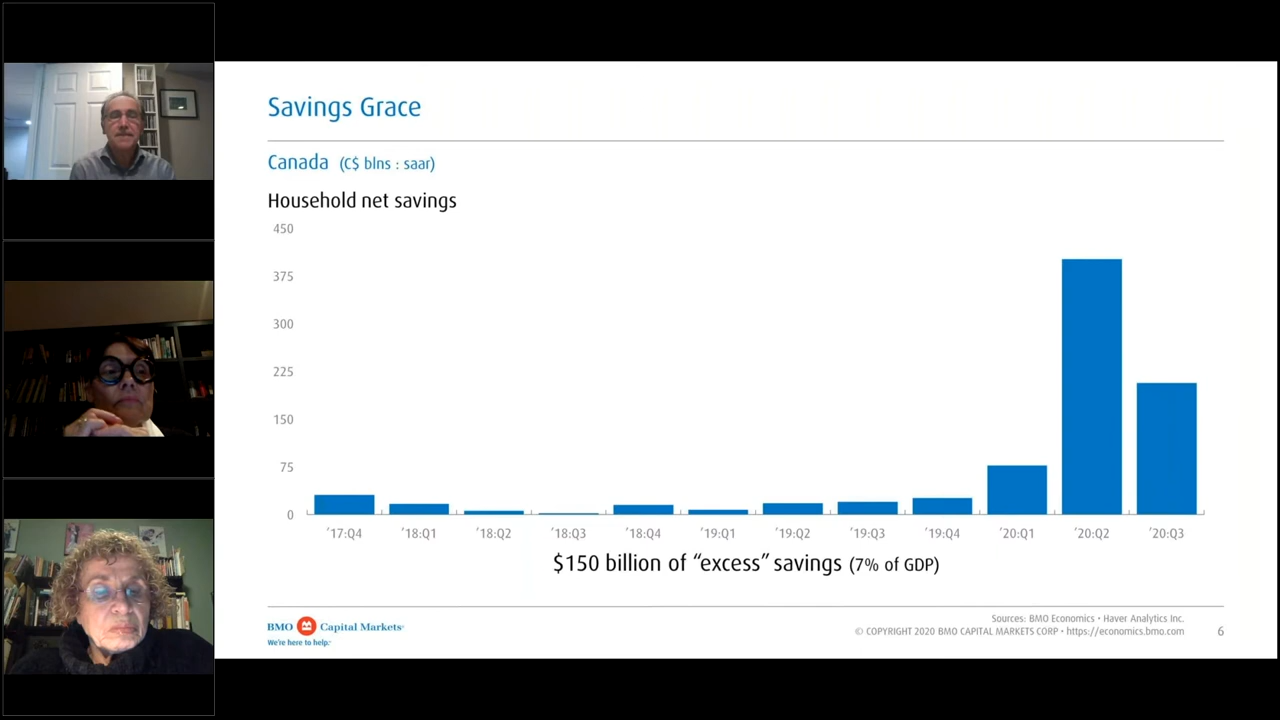 Savings Grace
Canada (C$ blns : saar)
Household net savings
450
375
300
225
150
75
0
'17:Q4 '18:Q1 '18:Q2 '18:Q3 '18:Q4 '19:Q1 '19:Q2 '19:Q3 '19:Q4 '20:Q1 '20:Q2 '20:Q3
$150 billion of “excess” savings (7% of GDP)
BMO Capital Markets
We're here to help.
Sources: BMO Economics • Haver Analytics Inc.
© COPYRIGHT 2020 BMO CAPITAL MARKETS CORP • https://economics.bmo.com
6